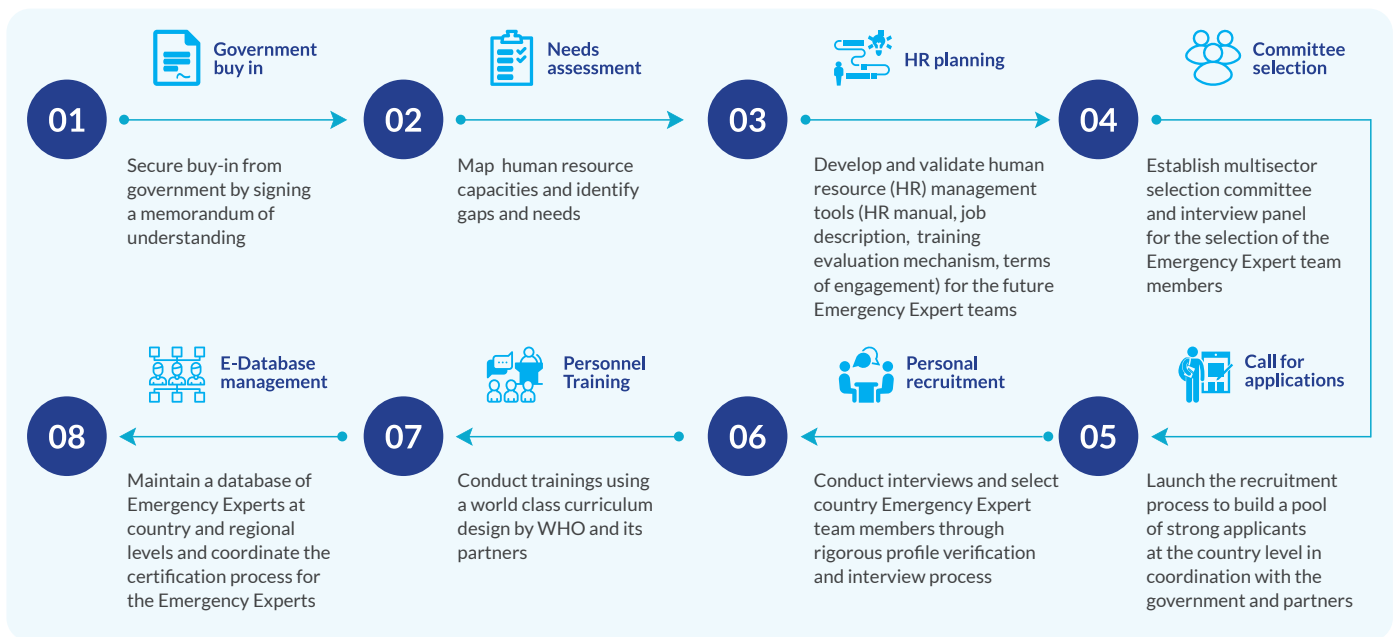 01
Government
buy in
Secure buy-in from
government by signing
a memorandum of
understanding
02
Needs
assessment
Map human resource
capacities and identify
gaps and needs
03
HR planning
Develop and validate human
resource (HR) management
tools (HR manual, job
description, training
evaluation mechanism, terms
of engagement) for the future
Emergency Expert teams
04
Committee
selection
Establish multisector
selection committee
and interview panel
for the selection of the
Emergency Expert team
members
05
Call for
applications
Launch the recruitment
process to build a pool
of strong applicants
at the country level in
coordination with the
government and partners
06
Personal
recruitment
Conduct interviews and select
country Emergency Expert
team members through
rigorous profile verification
and interview process
07
Personnel
Training
Conduct trainings using
a world class curriculum
design by WHO and its
partners
08
E-Database
management
Maintain a database of
Emergency Experts at
country and regional
levels and coordinate the
certification process for
the Emergency Experts